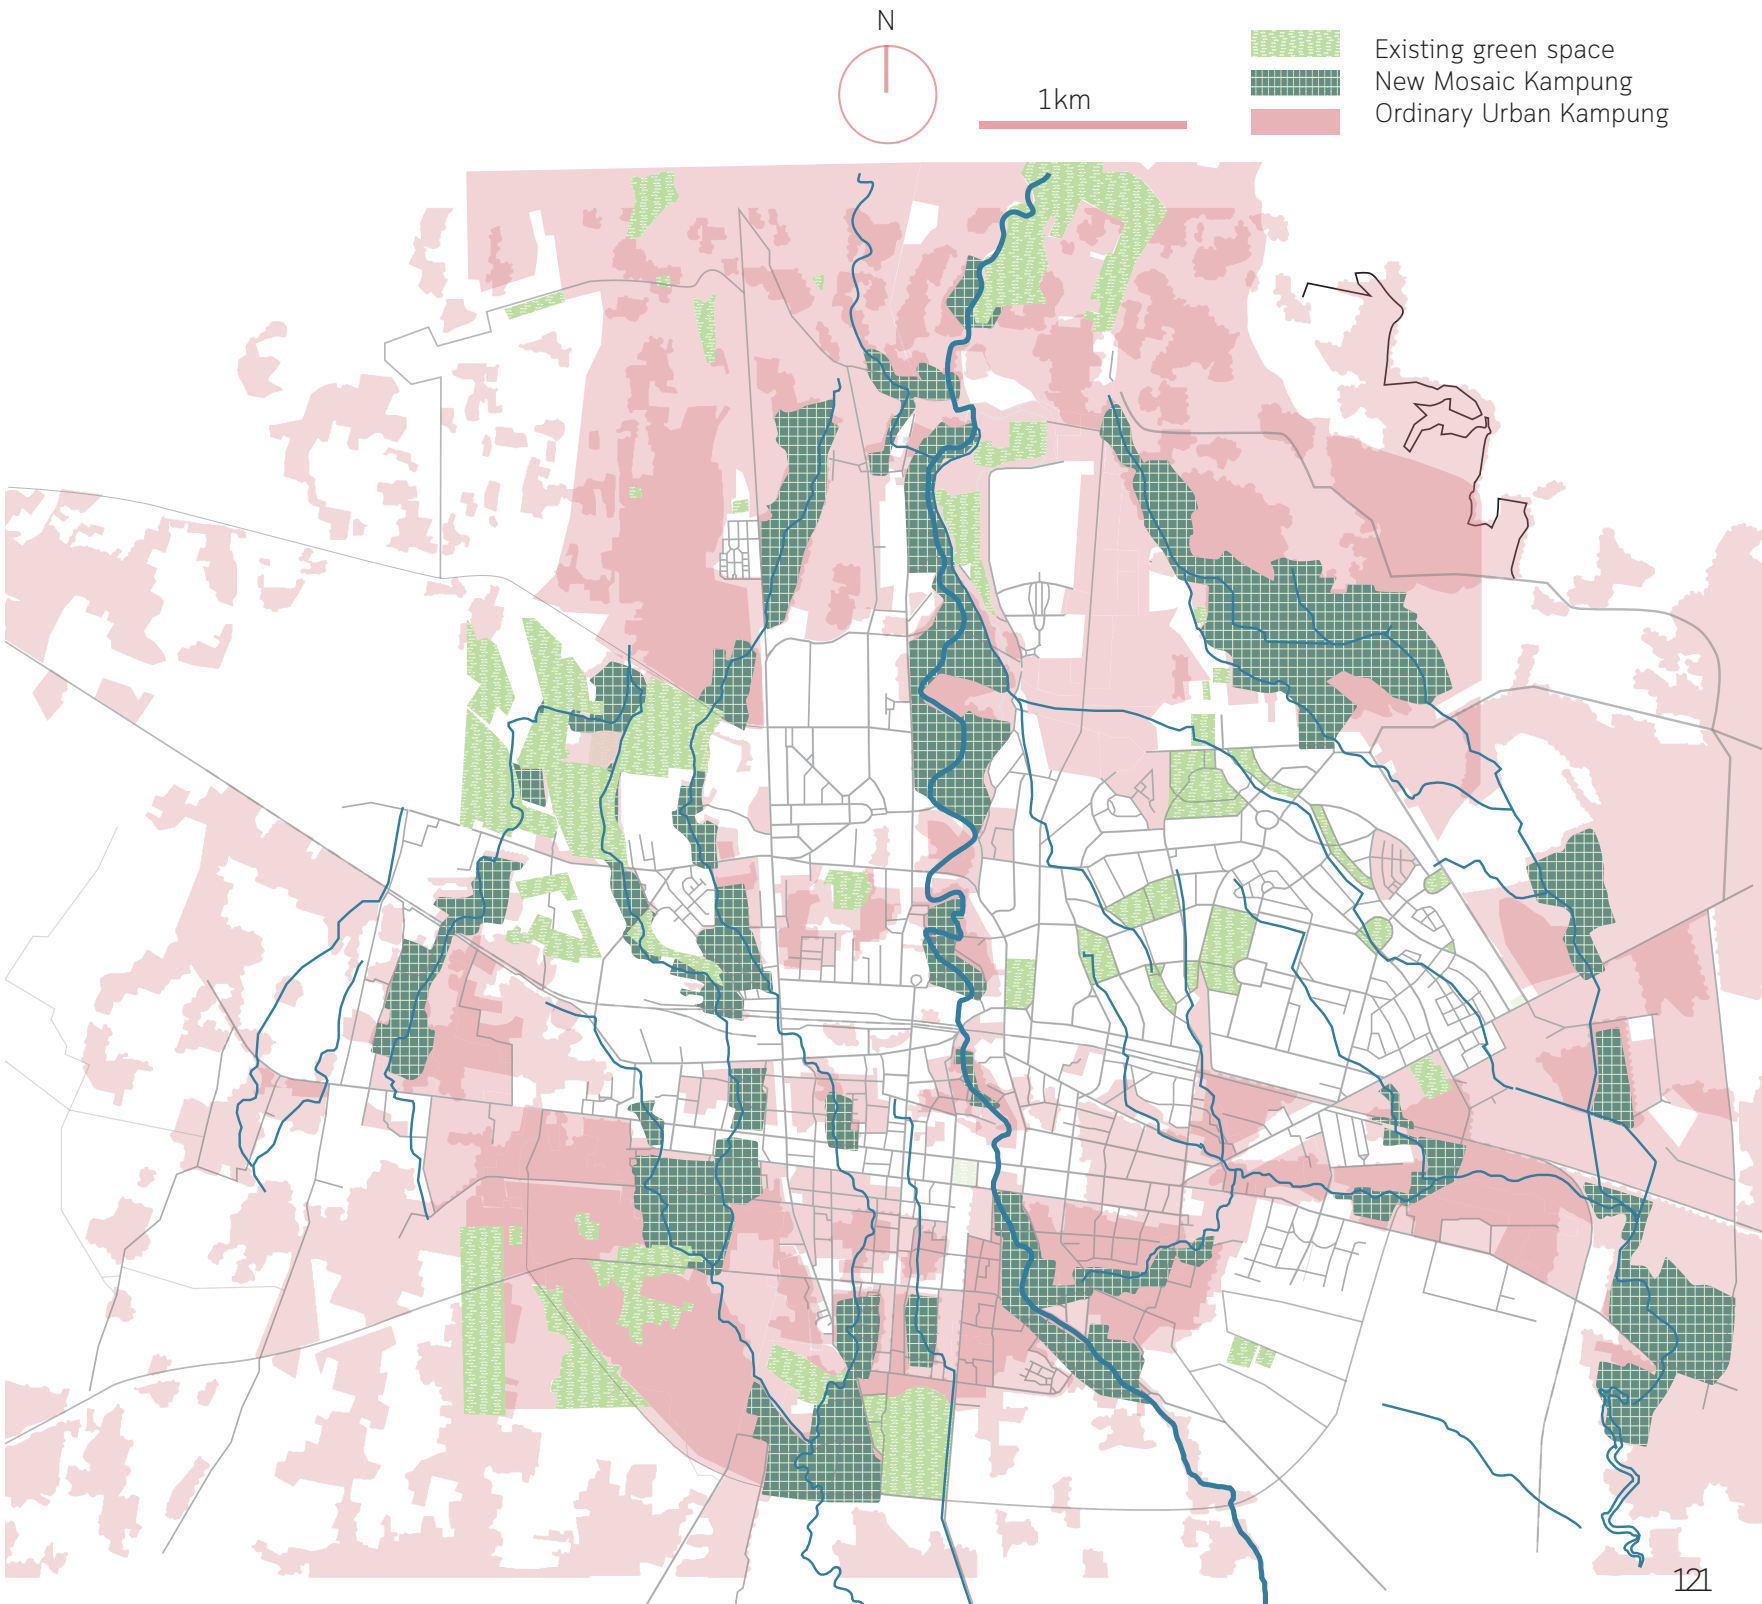 N
1km
Existing green space
New Mosaic Kampung
Ordinary Urban Kampung
121